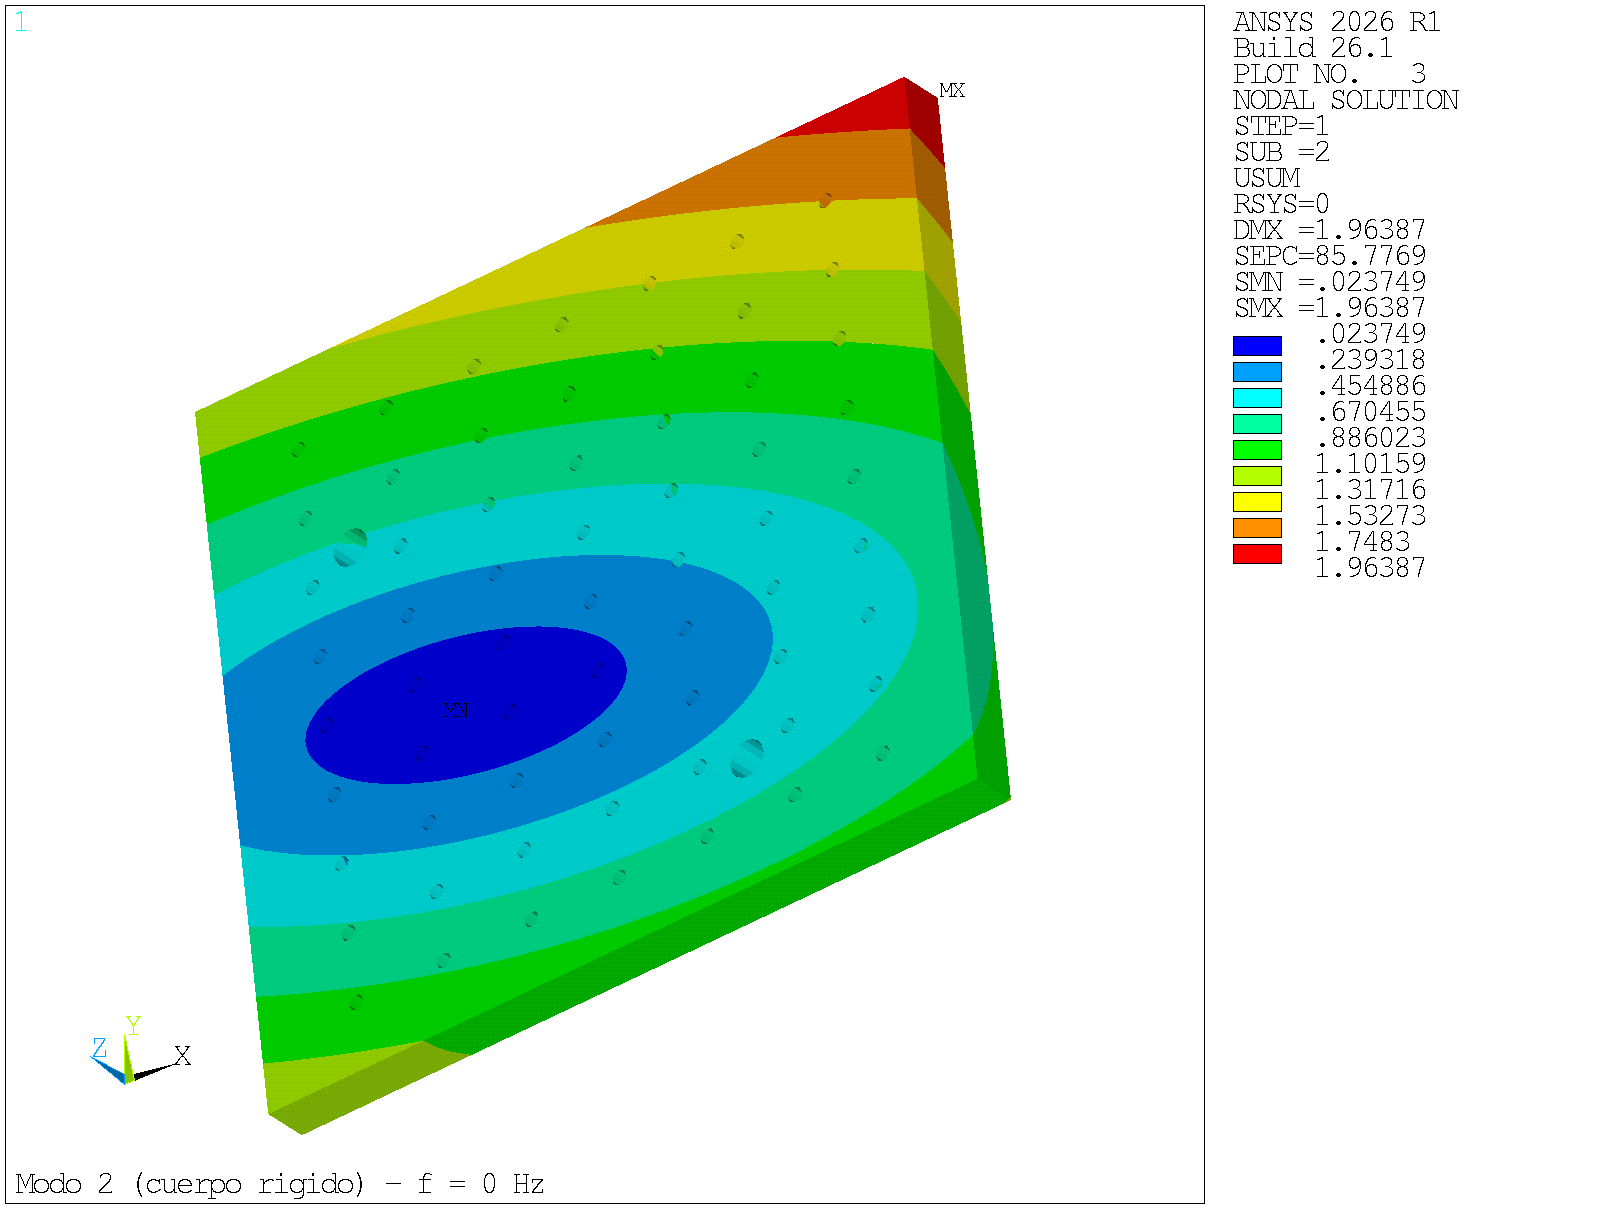 1
ANSYS 2026 R1
Build 26.1
PLOT NO.   3
NODAL SOLUTION
STEP=1
SUB =2
USUM
RSYS=0
DMX =1.96387
SEPC=85.7769
SMN =.023749
SMX =1.96387
.023749
.239318
.454886
.670455
.886023
1.10159
1.31716
1.53273
1.7483
1.96387
MX
MN
Y
Z
X
Modo 2 (cuerpo rigido) - f = 0 Hz